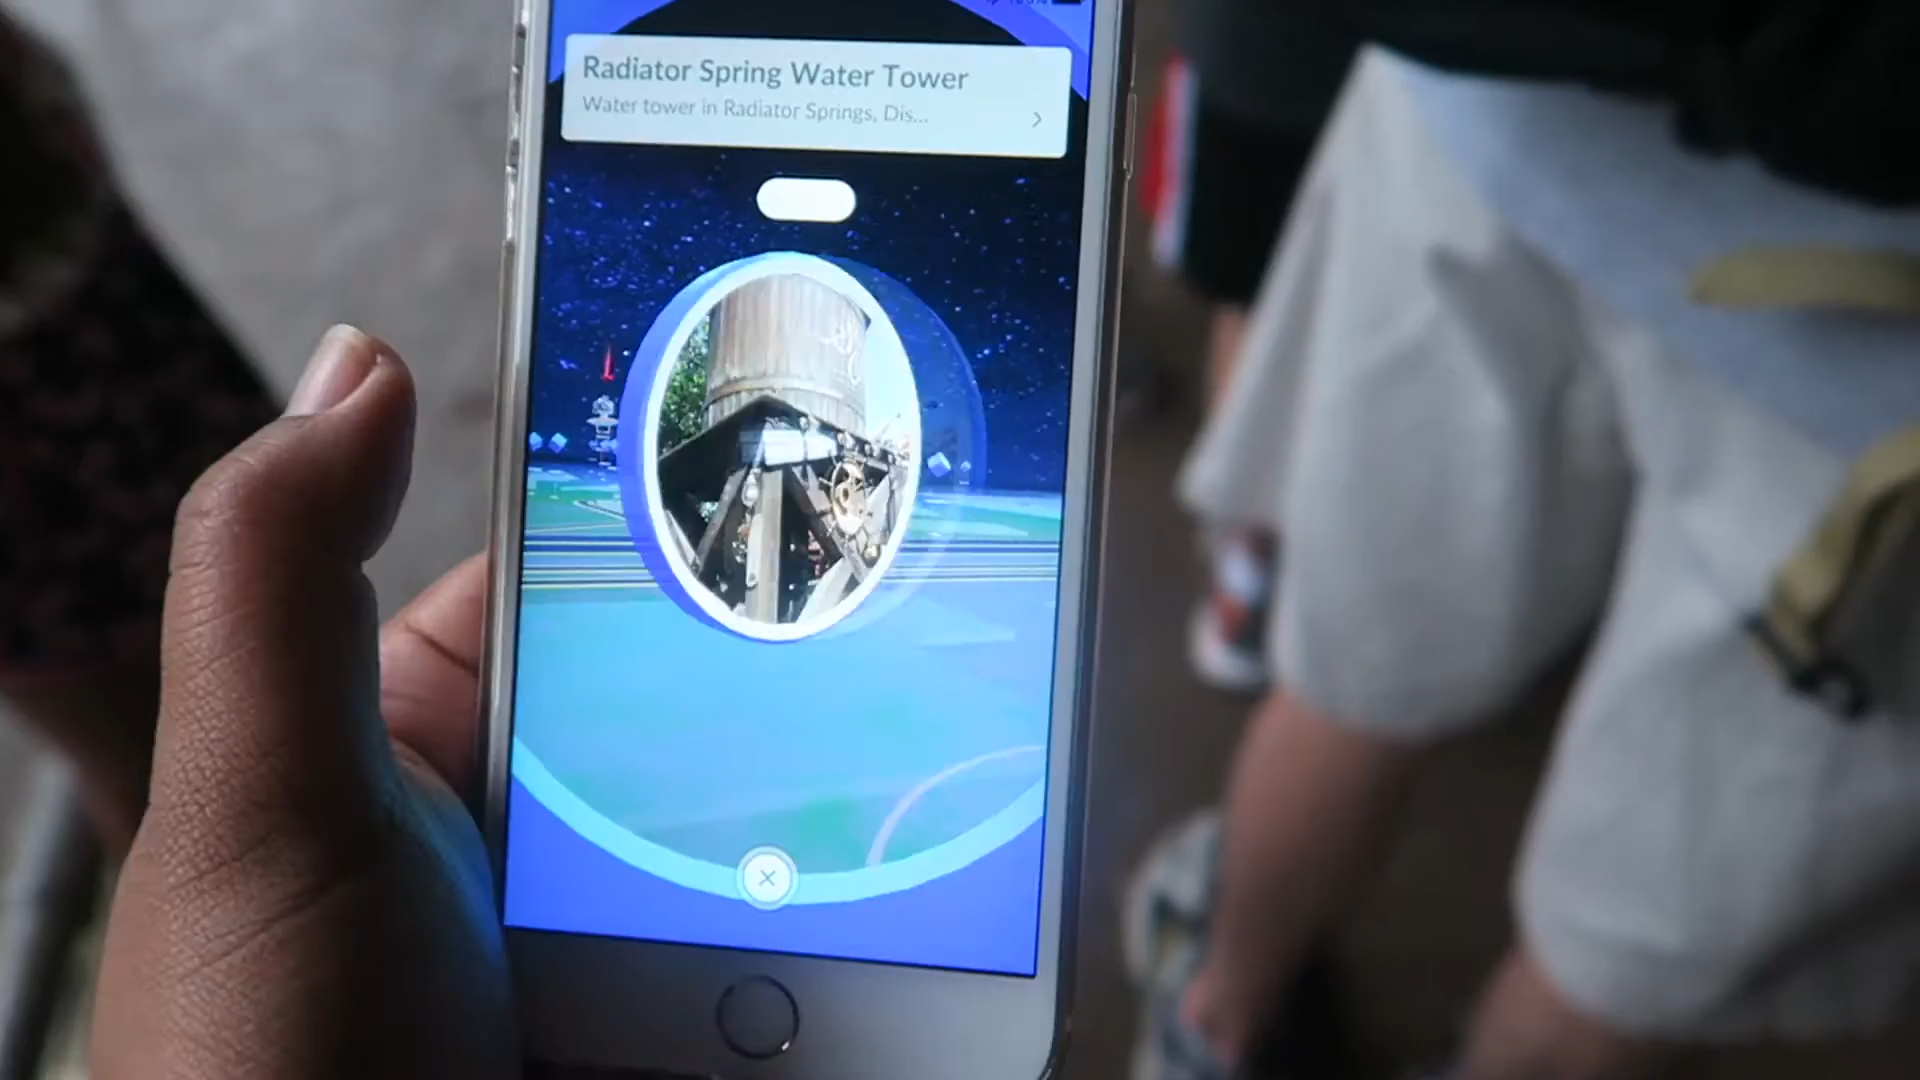 Radiator Spring Water Tower
Water tower in Radiator Springs, Dis...